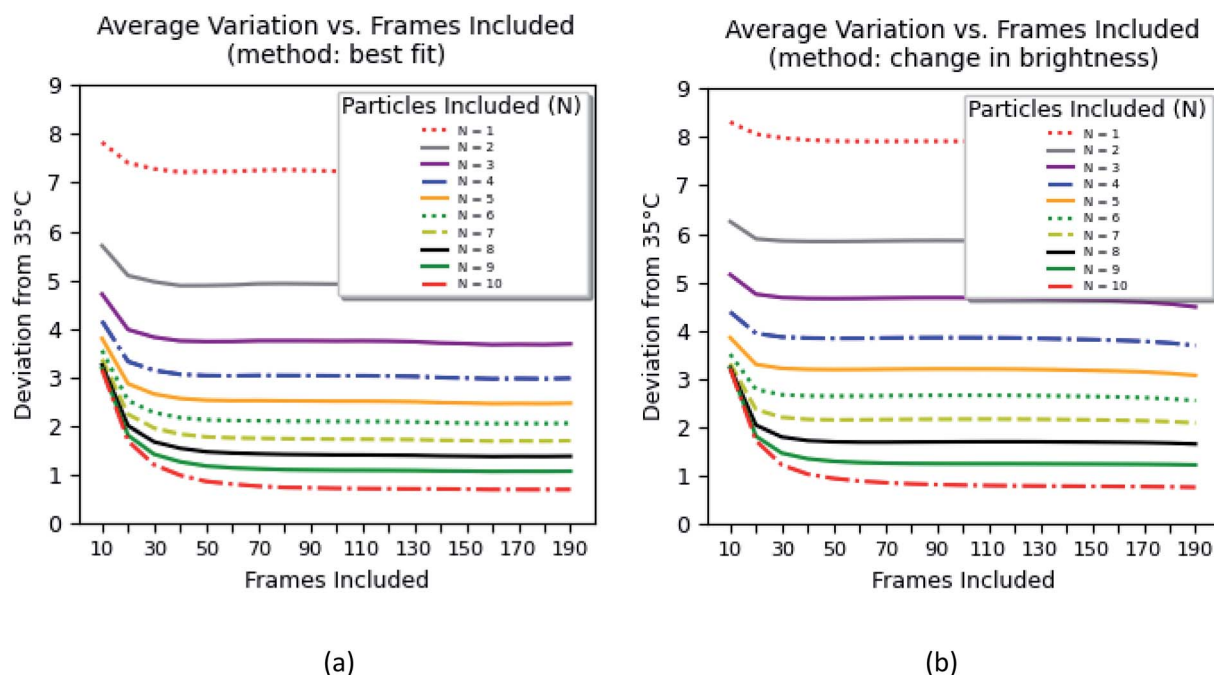 Average Variation vs. Frames Included
(method: best fit)
9
8
7
6
5
4
3
2
1
0
Deviation from 35°C
Particles Included (N)
N = 1
N = 2
N = 3
N = 4
N = 5
N = 6
N = 7
N = 8
N = 9
N = 10
10 30 50 70 90 110 130 150 170 190
Frames Included
(a)
Average Variation vs. Frames Included
(method: change in brightness)
9
8
7
6
5
4
3
2
1
0
Deviation from 35°C
Particles Included (N)
N = 1
N = 2
N = 3
N = 4
N = 5
N = 6
N = 7
N = 8
N = 9
N = 10
10 30 50 70 90 110 130 150 170 190
Frames Included
(b)